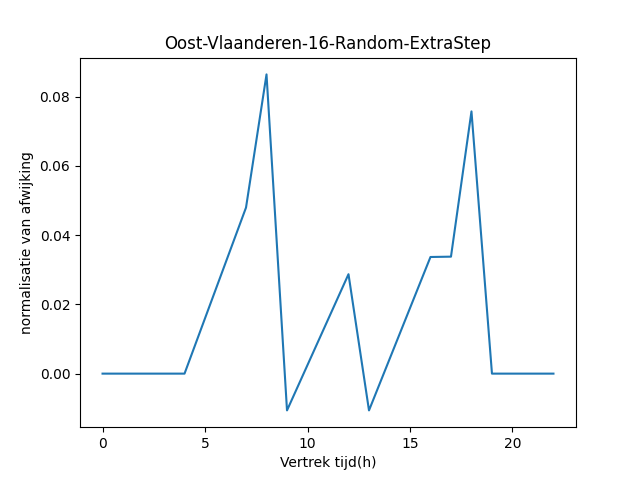 Oost-Vlaanderen-16-Random-ExtraStep
normalisatie van afwijking
0.08
0.06
0.04
0.02
0.00
0 5 10 15 20
Vertrek tijd(h)